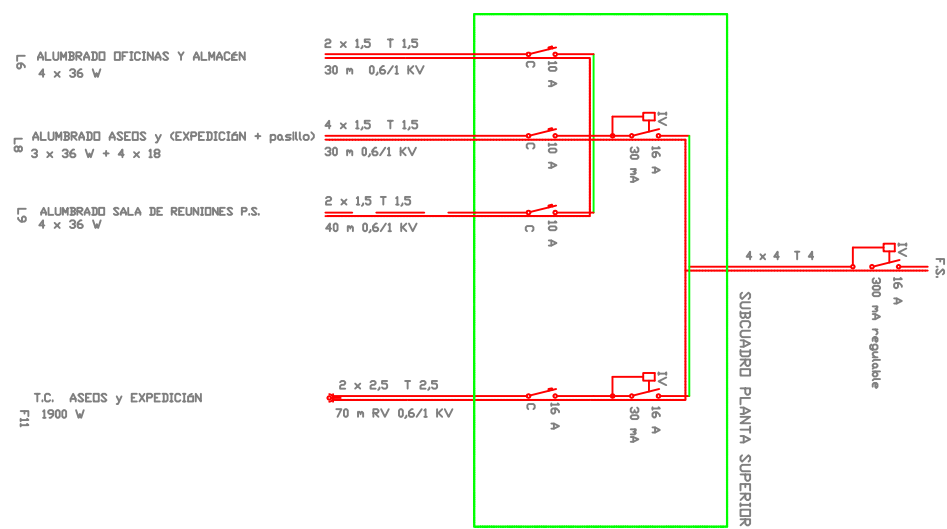 L6
ALUMBRADO OFICINAS Y ALMACéN
4 x 36 W
2 x 1,5 T 1,5
30 m 0,6/1 KV
C
10 A
L8
ALUMBRADO ASEOS y (EXPEDICIóN + pasillo)
3 x 36 W + 4 x 18
4 x 1,5 T 1,5
30 m 0,6/1 KV
C
10 A
IV
16 A
30 mA
L9
ALUMBRADO SALA DE REUNIONES P.S.
4 x 36 W
2 x 1,5 T 1,5
40 m 0,6/1 KV
C
10 A
4 x 4 T 4
IV
16 A
300 mA regulable
F.S.
SUBCUADRO PLANTA SUPERIOR
F11
T.C. ASEOS y EXPEDICIóN
1900 W
2 x 2,5 T 2,5
70 m RV 0,6/1 KV
C
16 A
IV
16 A
30 mA